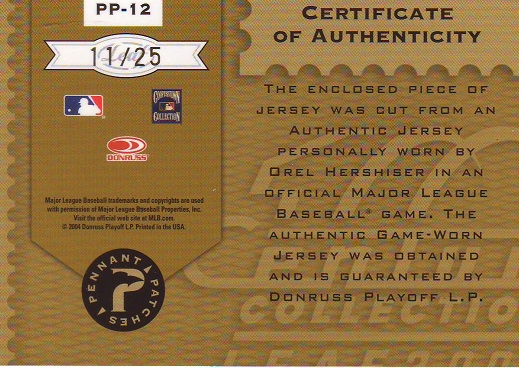 PP-12
11/25
Leaf
CERTIFICATE
OF AUTHENTICITY
THE ENCLOSED PIECE OF
JERSEY WAS CUT FROM AN
AUTHENTIC JERSEY
PERSONALLY WORN BY
OREL HERSHISER IN AN
OFFICIAL MAJOR LEAGUE
BASEBALL® GAME. THE
AUTHENTIC GAME-WORN
JERSEY WAS OBTAINED
AND IS GUARANTEED BY
DONRUSS PLAYOFF L.P.
COOPERSTOWN
COLLECTION
DONRUSS
Major League Baseball trademarks and copyrights are used
with permission of Major League Baseball Properties, Inc.
Visit the official web site at MLB.com.
© 2004 Donruss Playoff L.P. Printed in the USA.
PENNANT
P
PATCHES
COLLECTIO
LEAF200